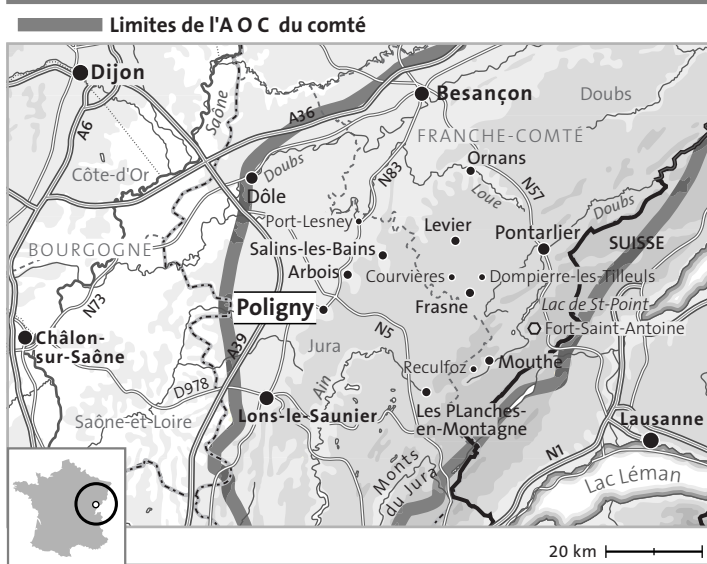 Limites de l'A O C du comté
Dijon
Saône
A6
A36
Besançon
Doubs
FRANCHE-COMTÉ
Côte-d'Or
Doubs
N83
Ornans
Loue
N57
Dôle
Port-Lesney
Levier
Doubs
Pontarlier
SUISSE
BOURGOGNE
Salins-les-Bains
Arbois
Courvières
Dompierre-les-Tilleuls
Frasne
Lac de St-Point
N73
Poligny
N5
Fort-Saint-Antoine
Châlon-
sur-Saône
A39
Jura
Ain
Reculfoz
Mouthe
D978
Saône-et-Loire
Lons-le-Saunier
Les PLanches-
en-Montagne
Lausanne
N1
Monts
du Jura
Lac Léman
20 km